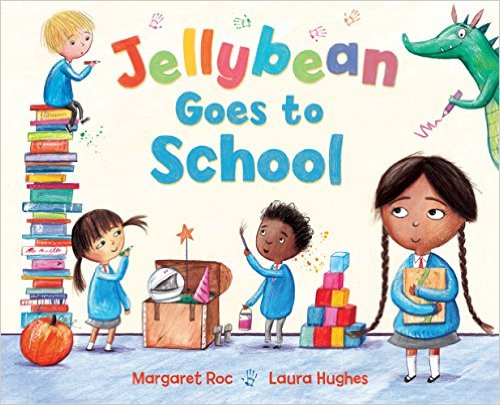 Jellybean
Goes to
School
Margaret Roc
Laura Hughes